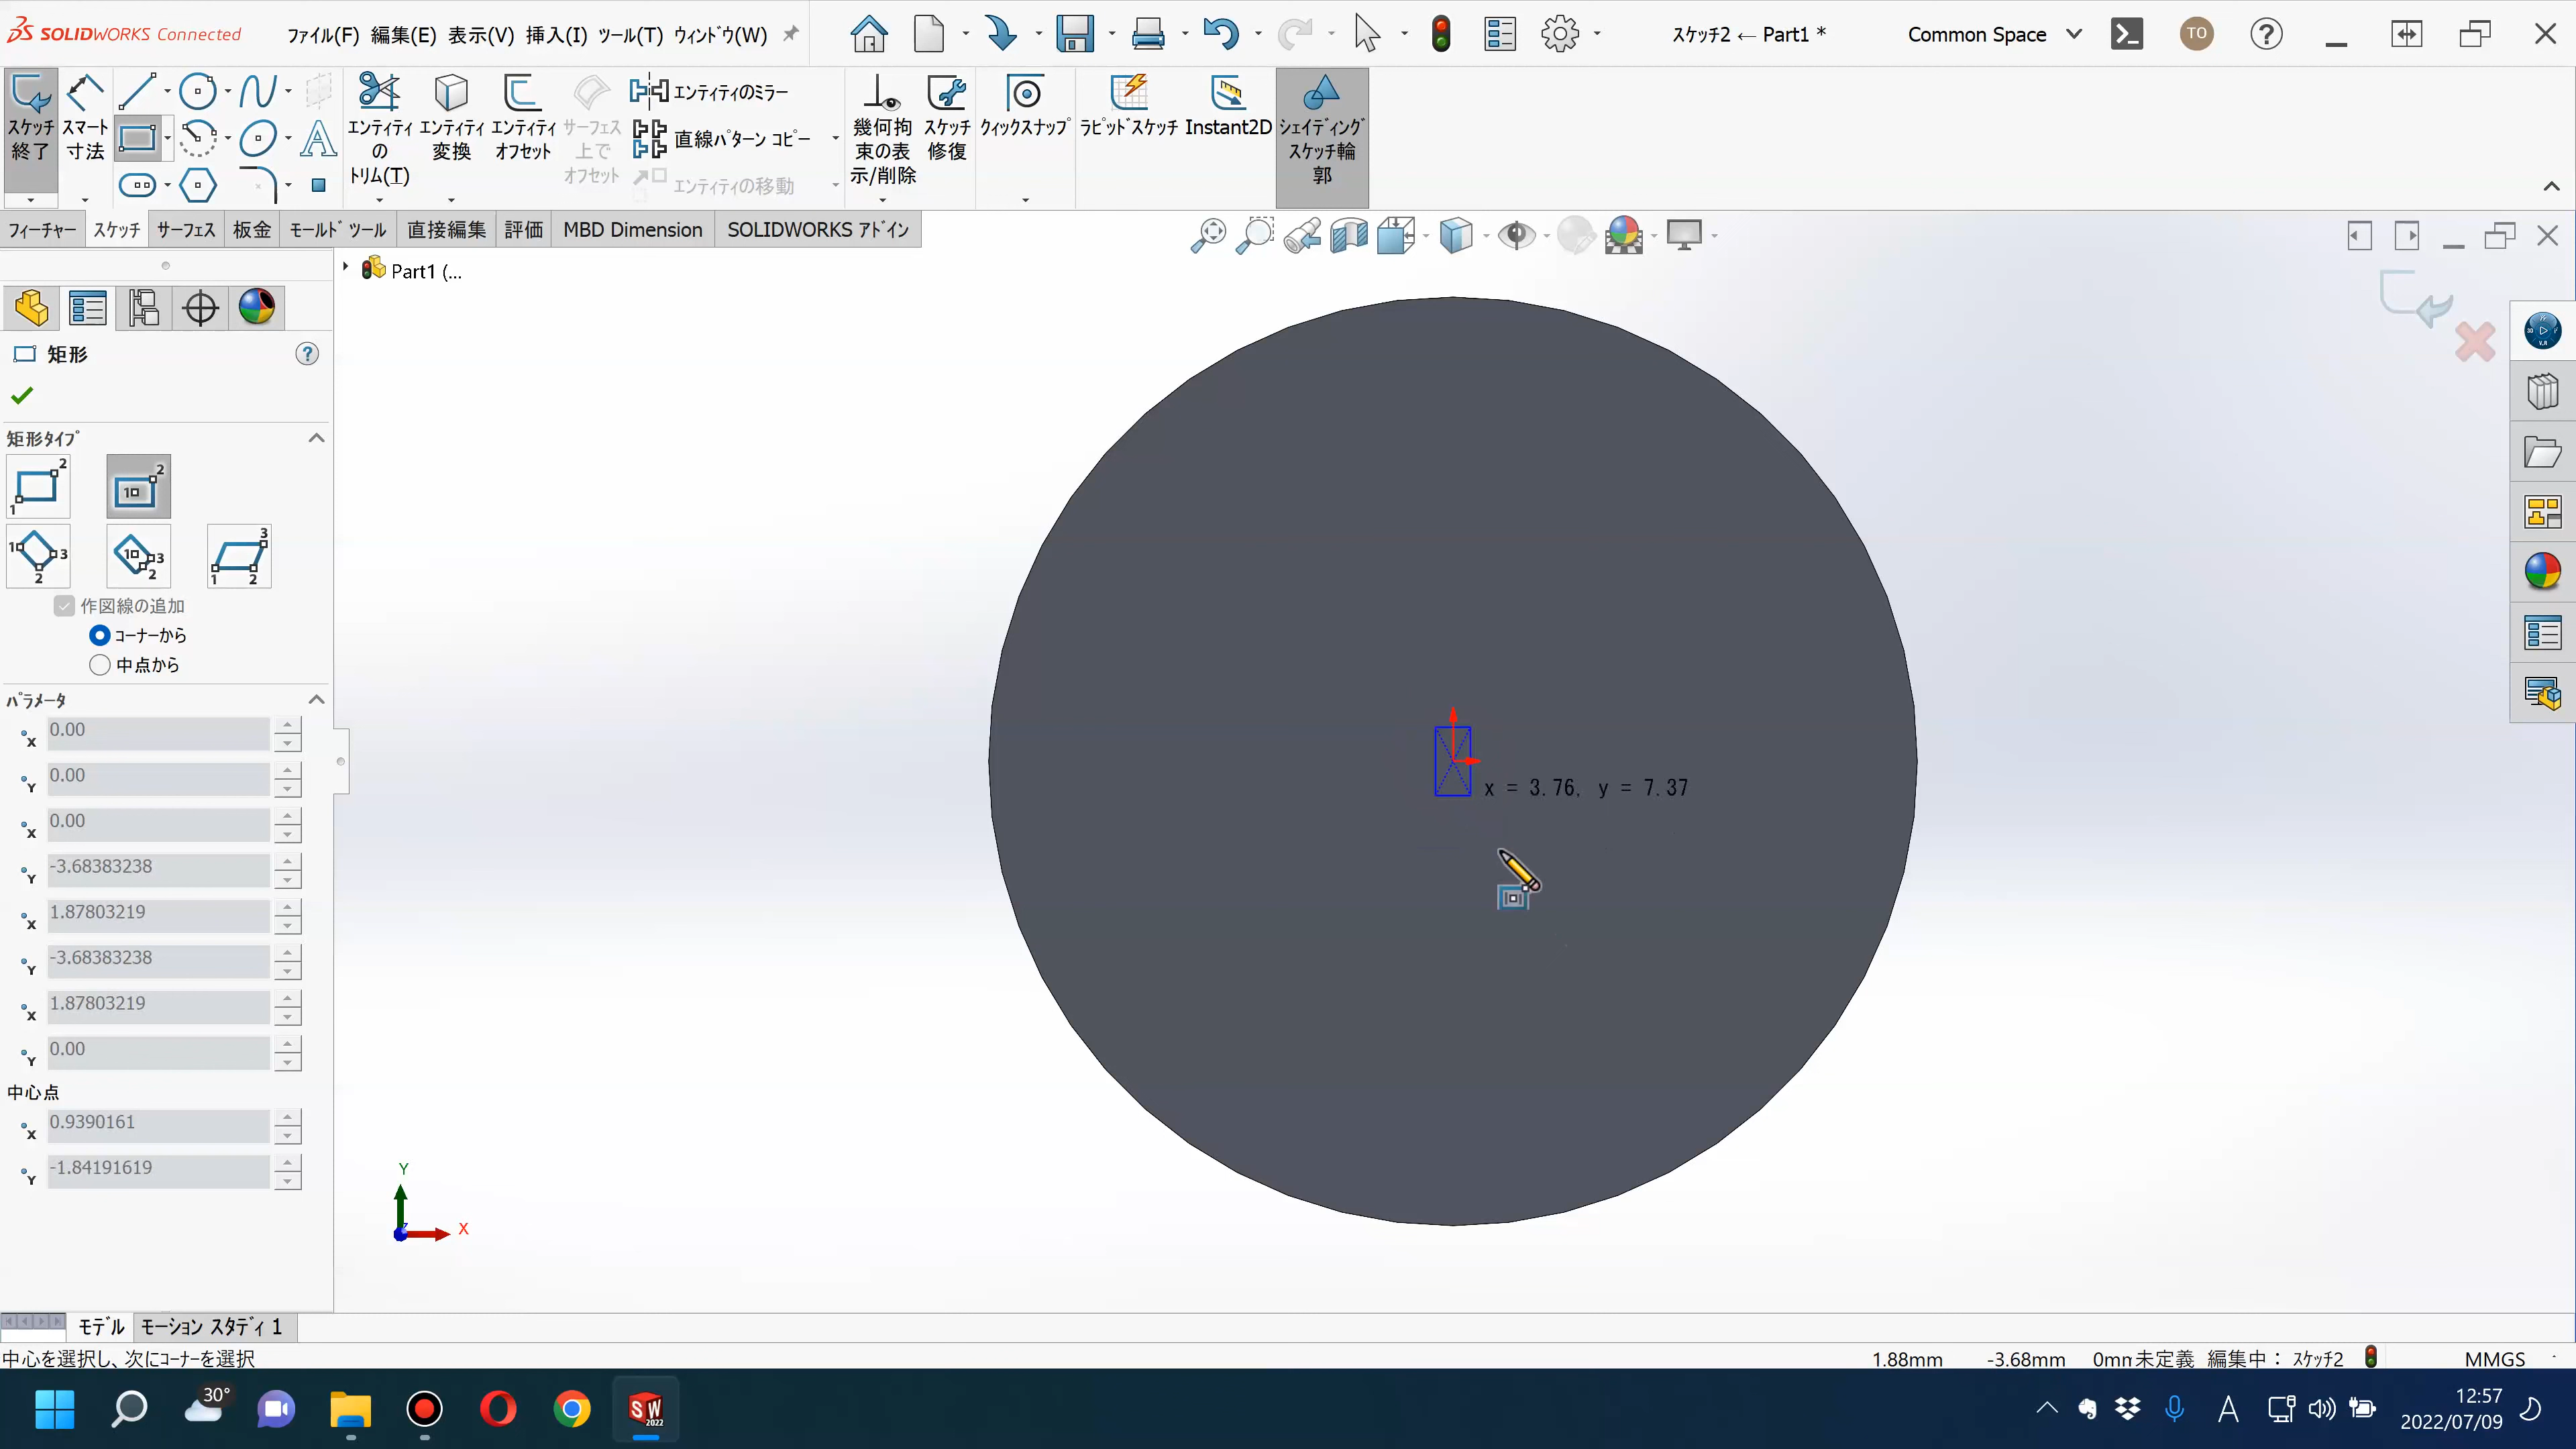 SOLIDWORKS Connected
ファイル(F) 編集(E) 表示(V) 挿入(I) ツール(T) ウィンドウ(W)
スケッチ2 ← Part1 *
Common Space
TO
スケッチ終了
スマート寸法
エンティティのトリム(T)
エンティティ変換
エンティティオフセット
サーフェス上でオフセット
エンティティのミラー
直線パターン コピー
エンティティの移動
幾何拘束の表示/削除
スケッチ修復
クィックスナップ
ラピッドスケッチ
Instant2D
シェイディングスケッチ輪郭
フィーチャー スケッチ サーフェス 板金 モールド ツール 直接編集 評価 MBD Dimension SOLIDWORKS アドイン
Part1 (...
矩形
矩形タイプ
作図線の追加
コーナーから
中点から
パラメータ
0.00
0.00
0.00
-3.68383238
1.87803219
-3.68383238
1.87803219
0.00
中心点
0.9390161
-1.84191619
x = 3.76, y = 7.37
Y
X
モデル モーション スタディ 1
中心を選択し、次にコーナーを選択
1.88mm -3.68mm 0mm 未定義 編集中： スケッチ2 MMGS
30°
SW 2022
A
12:57
2022/07/09